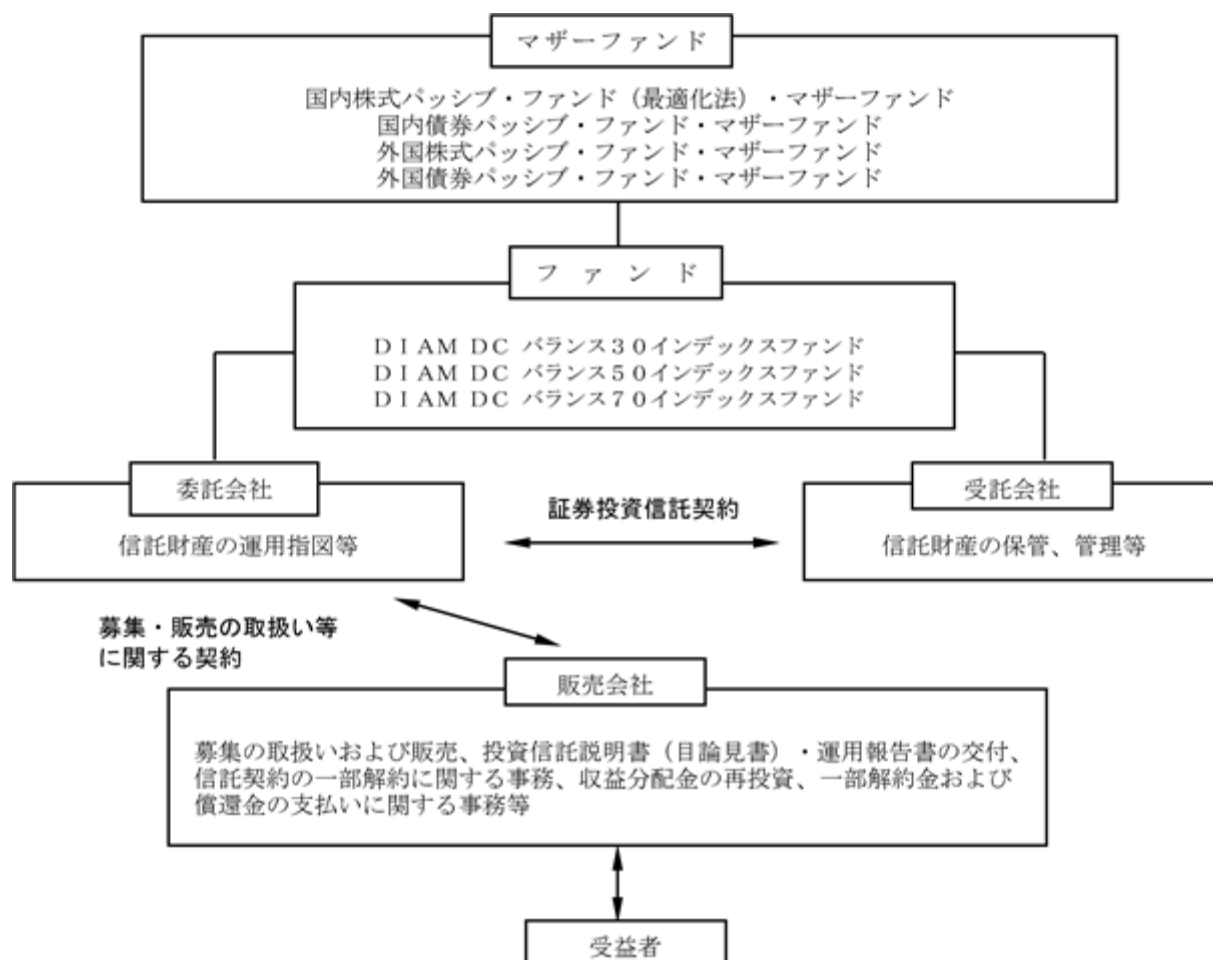 マザーファンド
国内株式パッシブ・ファンド（最適化法）・マザーファンド
国内債券パッシブ・ファンド・マザーファンド
外国株式パッシブ・ファンド・マザーファンド
外国債券パッシブ・ファンド・マザーファンド
ファンド
ＤＩＡＭ ＤＣ バランス３０インデックスファンド
ＤＩＡＭ ＤＣ バランス５０インデックスファンド
ＤＩＡＭ ＤＣ バランス７０インデックスファンド
委託会社
信託財産の運用指図等
証券投資信託契約
受託会社
信託財産の保管、管理等
募集・販売の取扱い等
に関する契約
販売会社
募集の取扱いおよび販売、投資信託説明書（目論見書）・運用報告書の交付、
信託契約の一部解約に関する事務、収益分配金の再投資、一部解約金および
償還金の支払いに関する事務等
受益者